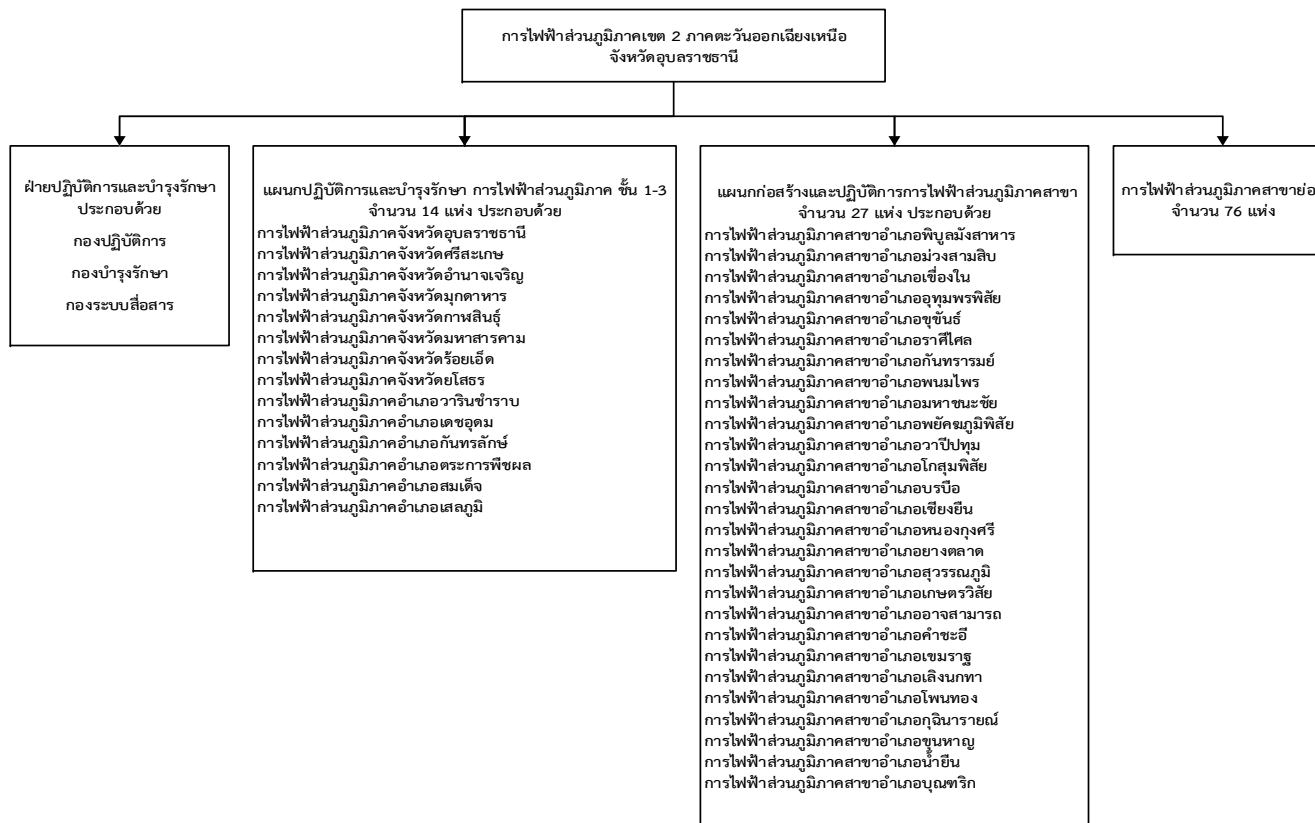 การไฟฟ้าส่วนภูมิภาคเขต 2 ภาคตะวันออกเฉียงเหนือ
จังหวัดอุบลราชธานี
ฝ่ายปฏิบัติการและบำรุงรักษา
ประกอบด้วย
กองปฏิบัติการ
กองบำรุงรักษา
กองระบบสื่อสาร
แผนกปฏิบัติการและบำรุงรักษา การไฟฟ้าส่วนภูมิภาค ชั้น 1-3
จำนวน 14 แห่ง ประกอบด้วย
การไฟฟ้าส่วนภูมิภาคจังหวัดอุบลราชธานี
การไฟฟ้าส่วนภูมิภาคจังหวัดศรีสะเกษ
การไฟฟ้าส่วนภูมิภาคจังหวัดอำนาจเจริญ
การไฟฟ้าส่วนภูมิภาคจังหวัดมุกดาหาร
การไฟฟ้าส่วนภูมิภาคจังหวัดกาฬสินธุ์
การไฟฟ้าส่วนภูมิภาคจังหวัดมหาสารคาม
การไฟฟ้าส่วนภูมิภาคจังหวัดร้อยเอ็ด
การไฟฟ้าส่วนภูมิภาคจังหวัดยโสธร
การไฟฟ้าส่วนภูมิภาคอำเภอวารินชำราบ
การไฟฟ้าส่วนภูมิภาคอำเภอเดชอุดม
การไฟฟ้าส่วนภูมิภาคอำเภอกันทรลักษ์
การไฟฟ้าส่วนภูมิภาคอำเภอตระการพืชผล
การไฟฟ้าส่วนภูมิภาคอำเภอสมเด็จ
การไฟฟ้าส่วนภูมิภาคอำเภอเสลภูมิ
แผนกก่อสร้างและปฏิบัติการการไฟฟ้าส่วนภูมิภาคสาขา
จำนวน 27 แห่ง ประกอบด้วย
การไฟฟ้าส่วนภูมิภาคสาขาอำเภอพิบูลมังสาหาร
การไฟฟ้าส่วนภูมิภาคสาขาอำเภอม่วงสามสิบ
การไฟฟ้าส่วนภูมิภาคสาขาอำเภอเขื่องใน
การไฟฟ้าส่วนภูมิภาคสาขาอำเภออุทุมพรพิสัย
การไฟฟ้าส่วนภูมิภาคสาขาอำเภอขุขันธ์
การไฟฟ้าส่วนภูมิภาคสาขาอำเภอราศีไศล
การไฟฟ้าส่วนภูมิภาคสาขาอำเภอกันทรารมย์
การไฟฟ้าส่วนภูมิภาคสาขาอำเภอพนมไพร
การไฟฟ้าส่วนภูมิภาคสาขาอำเภอมหาชนะชัย
การไฟฟ้าส่วนภูมิภาคสาขาอำเภอพยัคฆภูมิพิสัย
การไฟฟ้าส่วนภูมิภาคสาขาอำเภอวาปีปทุม
การไฟฟ้าส่วนภูมิภาคสาขาอำเภอโกสุมพิสัย
การไฟฟ้าส่วนภูมิภาคสาขาอำเภอบรบือ
การไฟฟ้าส่วนภูมิภาคสาขาอำเภอเชียงยืน
การไฟฟ้าส่วนภูมิภาคสาขาอำเภอหนองกุงศรี
การไฟฟ้าส่วนภูมิภาคสาขาอำเภอยางตลาด
การไฟฟ้าส่วนภูมิภาคสาขาอำเภอสุวรรณภูมิ
การไฟฟ้าส่วนภูมิภาคสาขาอำเภอเกษตรวิสัย
การไฟฟ้าส่วนภูมิภาคสาขาอำเภออาจสามารถ
การไฟฟ้าส่วนภูมิภาคสาขาอำเภอคำชะอี
การไฟฟ้าส่วนภูมิภาคสาขาอำเภอเขมราฐ
การไฟฟ้าส่วนภูมิภาคสาขาอำเภอเลิงนกทา
การไฟฟ้าส่วนภูมิภาคสาขาอำเภอโพนทอง
การไฟฟ้าส่วนภูมิภาคสาขาอำเภอกุฉินารายณ์
การไฟฟ้าส่วนภูมิภาคสาขาอำเภอขุนหาญ
การไฟฟ้าส่วนภูมิภาคสาขาอำเภอน้ำยืน
การไฟฟ้าส่วนภูมิภาคสาขาอำเภอบุณฑริก
การไฟฟ้าส่วนภูมิภาคสาขาย่อ
จำนวน 76 แห่ง